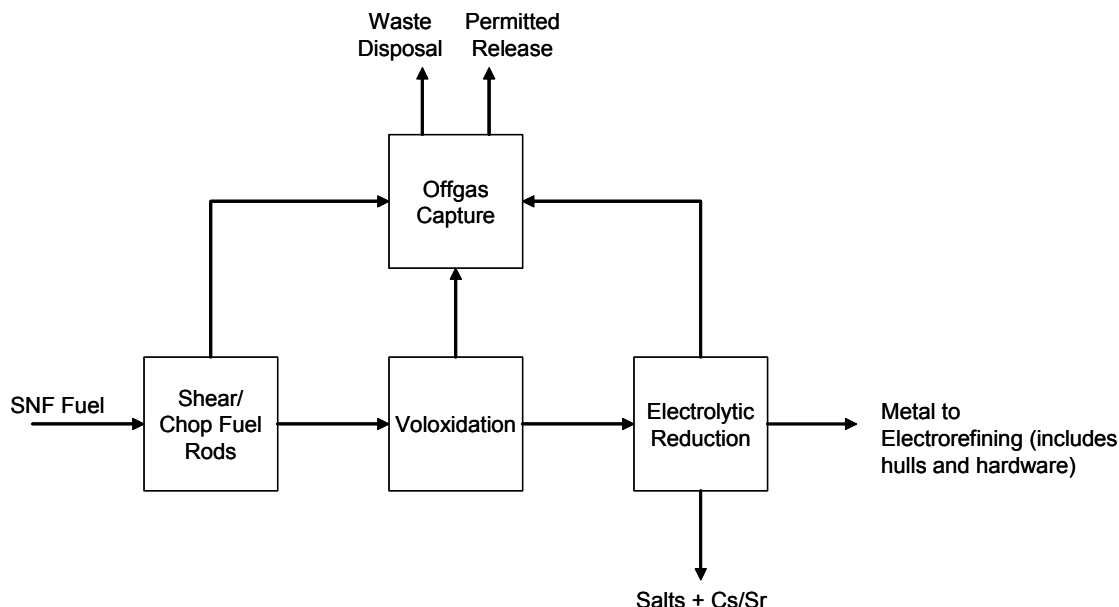 Waste
Disposal
Permitted
Release
Offgas
Capture
SNF Fuel
Shear/
Chop Fuel
Rods
Voloxidation
Electrolytic
Reduction
Metal to
Electrorefining (includes
hulls and hardware)
Salts + Cs/Sr